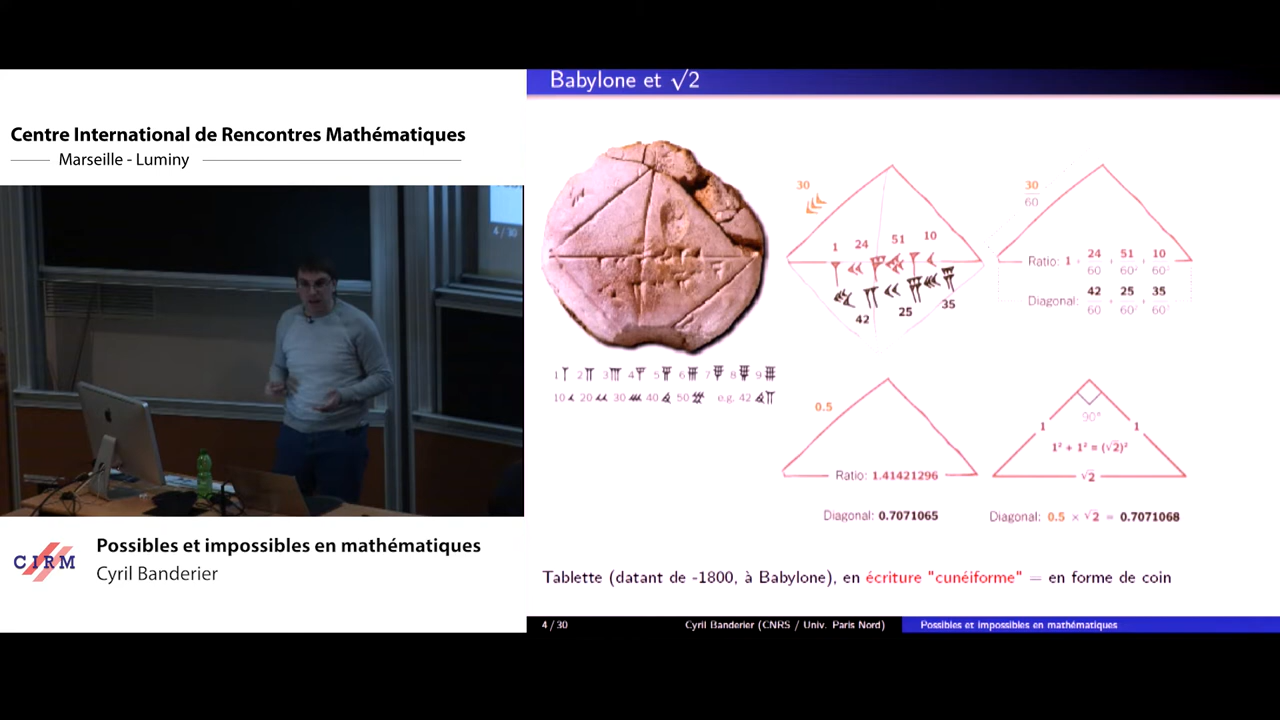 Babylone et √2
Centre International de Rencontres Mathématiques
Marseille - Luminy
4 / 30
30
1 24 51 10
42 25 35
30
60
Ratio: 1 + 24/60 + 51/60² + 10/60³
Diagonal: 42/60 + 25/60² + 35/60³
1 2 3 4 5 6 7 8 9
10 20 30 40 50 e.g. 42
0.5
Ratio: 1.41421296
Diagonal: 0.7071065
90°
1 1
1² + 1² = (√2)²
√2
Diagonal: 0.5 × √2 = 0.7071068
CIRM
Possibles et impossibles en mathématiques
Cyril Banderier
Tablette (datant de -1800, à Babylone), en écriture "cunéiforme" = en forme de coin
4 / 30 Cyril Banderier (CNRS / Univ. Paris Nord) Possibles et impossibles en mathématiques